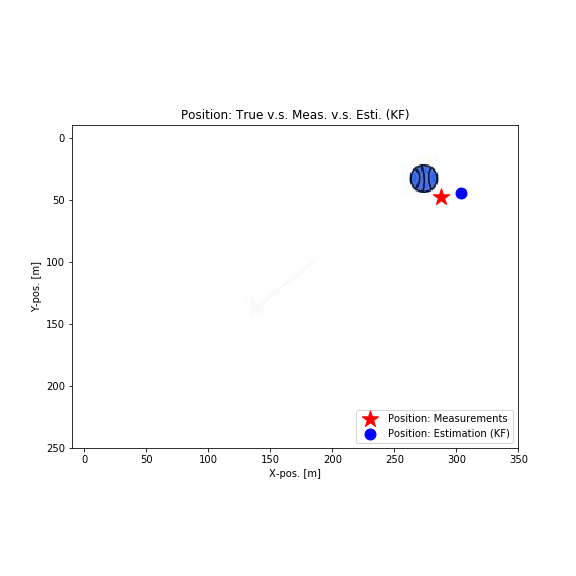 Position: True v.s. Meas. v.s. Esti. (KF)
0
50
100
150
200
250
Y-pos. [m]
0 50 100 150 200 250 300 350
X-pos. [m]
Position: Measurements
Position: Estimation (KF)